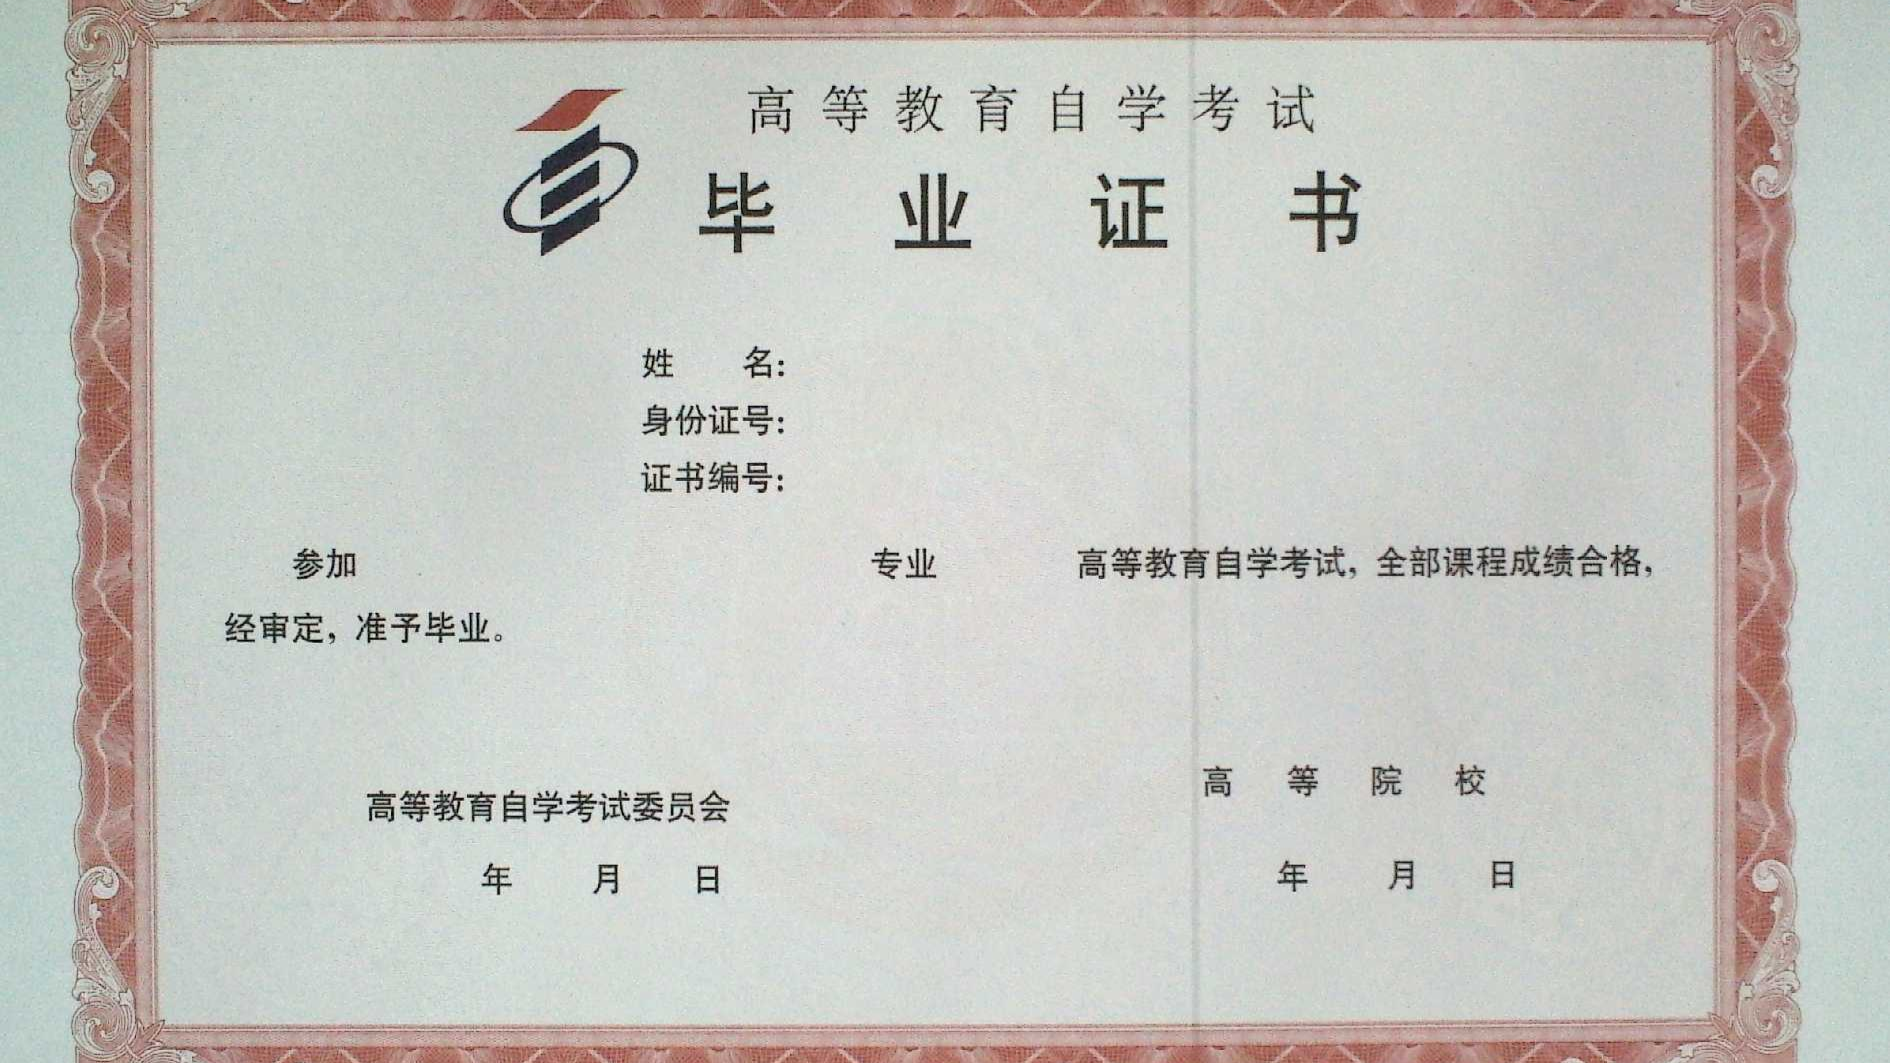 高等教育自学考试
毕业证书
姓 名：
身份证号：
证书编号：
参加 专业 高等教育自学考试，全部课程成绩合格，
经审定，准予毕业。
高等教育自学考试委员会
年 月 日
高等院校
年 月 日